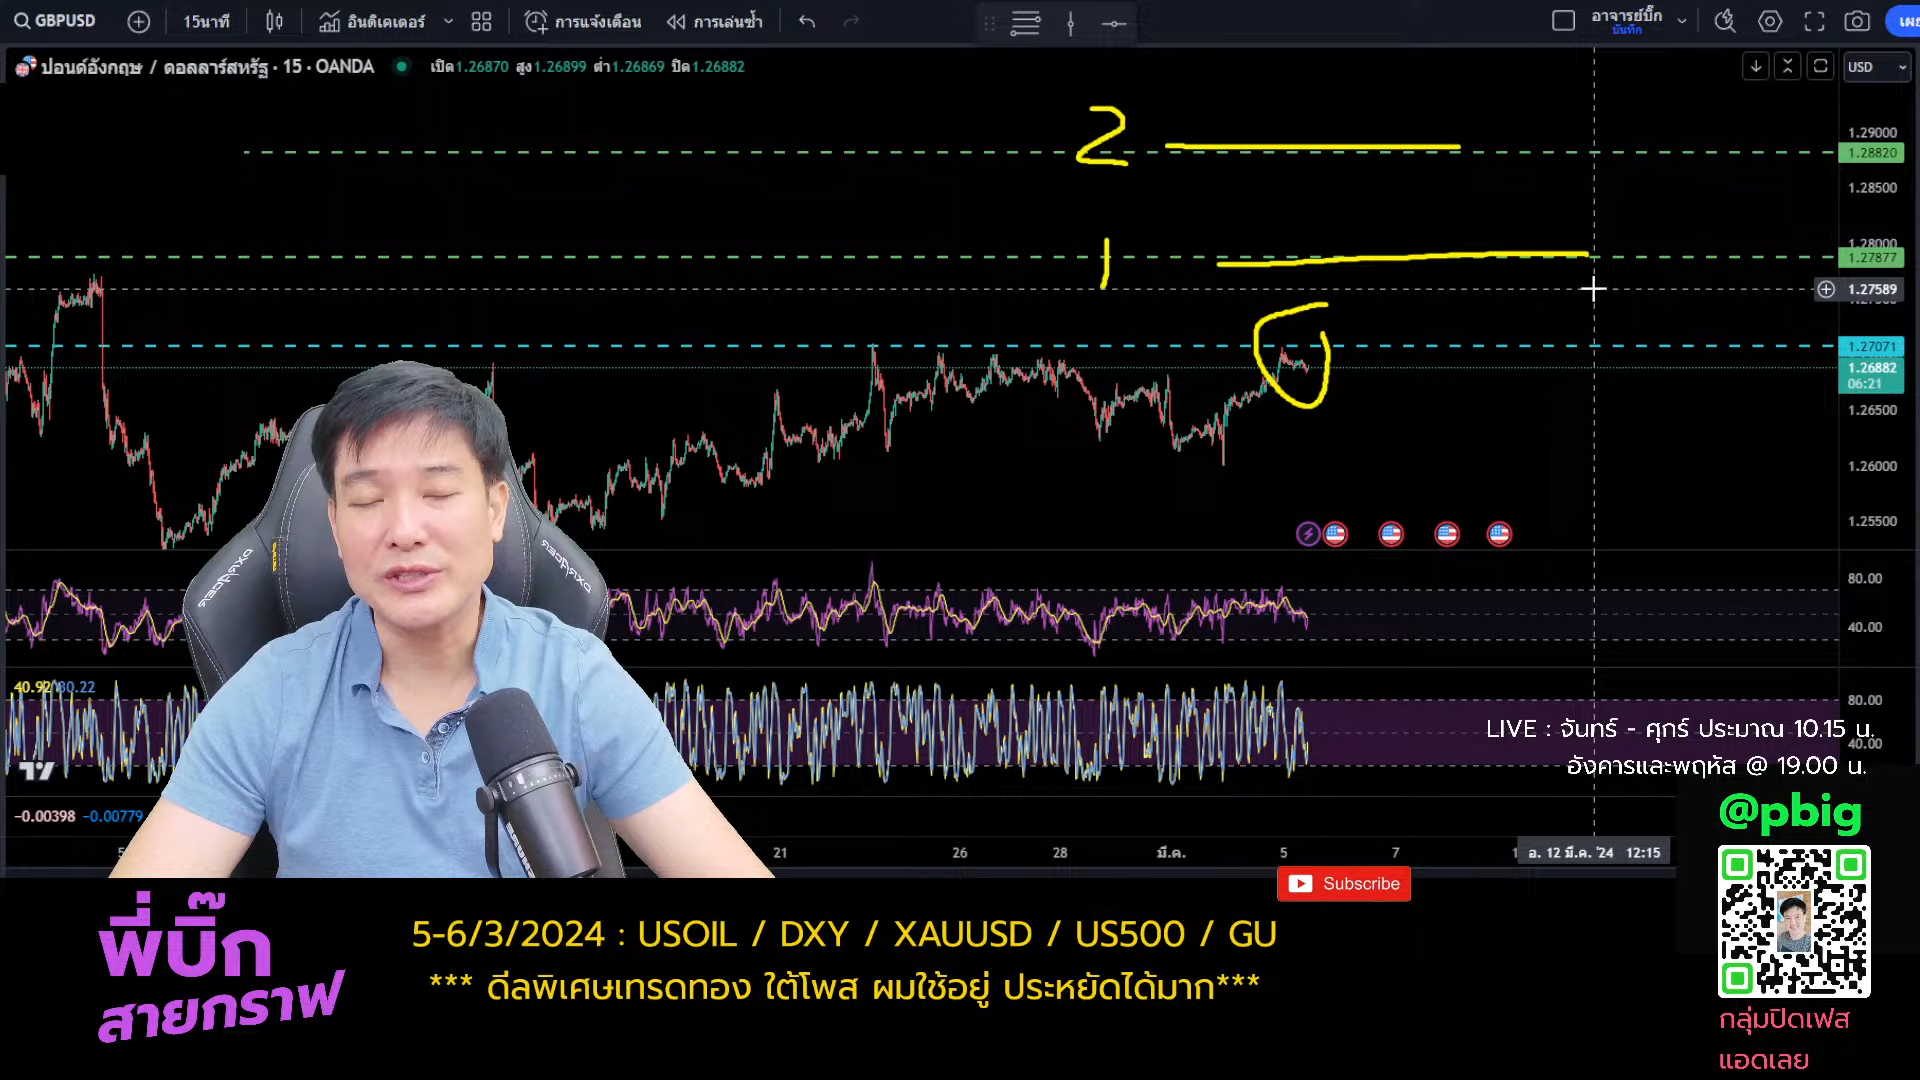 GBPUSD 15นาที อินดิเคเตอร์ การแจ้งเตือน การเล่นซ้ำ อาจารย์บิ๊ก
บันทึก
เผย
ปอนด์อังกฤษ / ดอลลาร์สหรัฐ · 15 · OANDA เปิด1.26870 สูง1.26899 ต่ำ1.26869 ปิด1.26882
USD
2
1
1.29000
1.28820
1.28500
1.28000
1.27877
1.27589
1.27071
1.26882
06:21
1.26500
1.26000
1.25500
80.00
40.00
DXRACER
DXRACER
40.92 80.22
80.00
40.00
LIVE : จันทร์ - ศุกร์ ประมาณ 10.15 น.
อังคารและพฤหัส @ 19.00 น.
−0.00398 −0.00779
@pbig
21 26 28 มี.ค. 5 7 อ. 12 มี.ค. '24 12:15
Subscribe
พี่บิ๊ก
สายกราฟ
5-6/3/2024 : USOIL / DXY / XAUUSD / US500 / GU
*** ดีลพิเศษเทรดทอง ใต้โพส ผมใช้อยู่ ประหยัดได้มาก***
กลุ่มปิดเฟส
แอดเลย